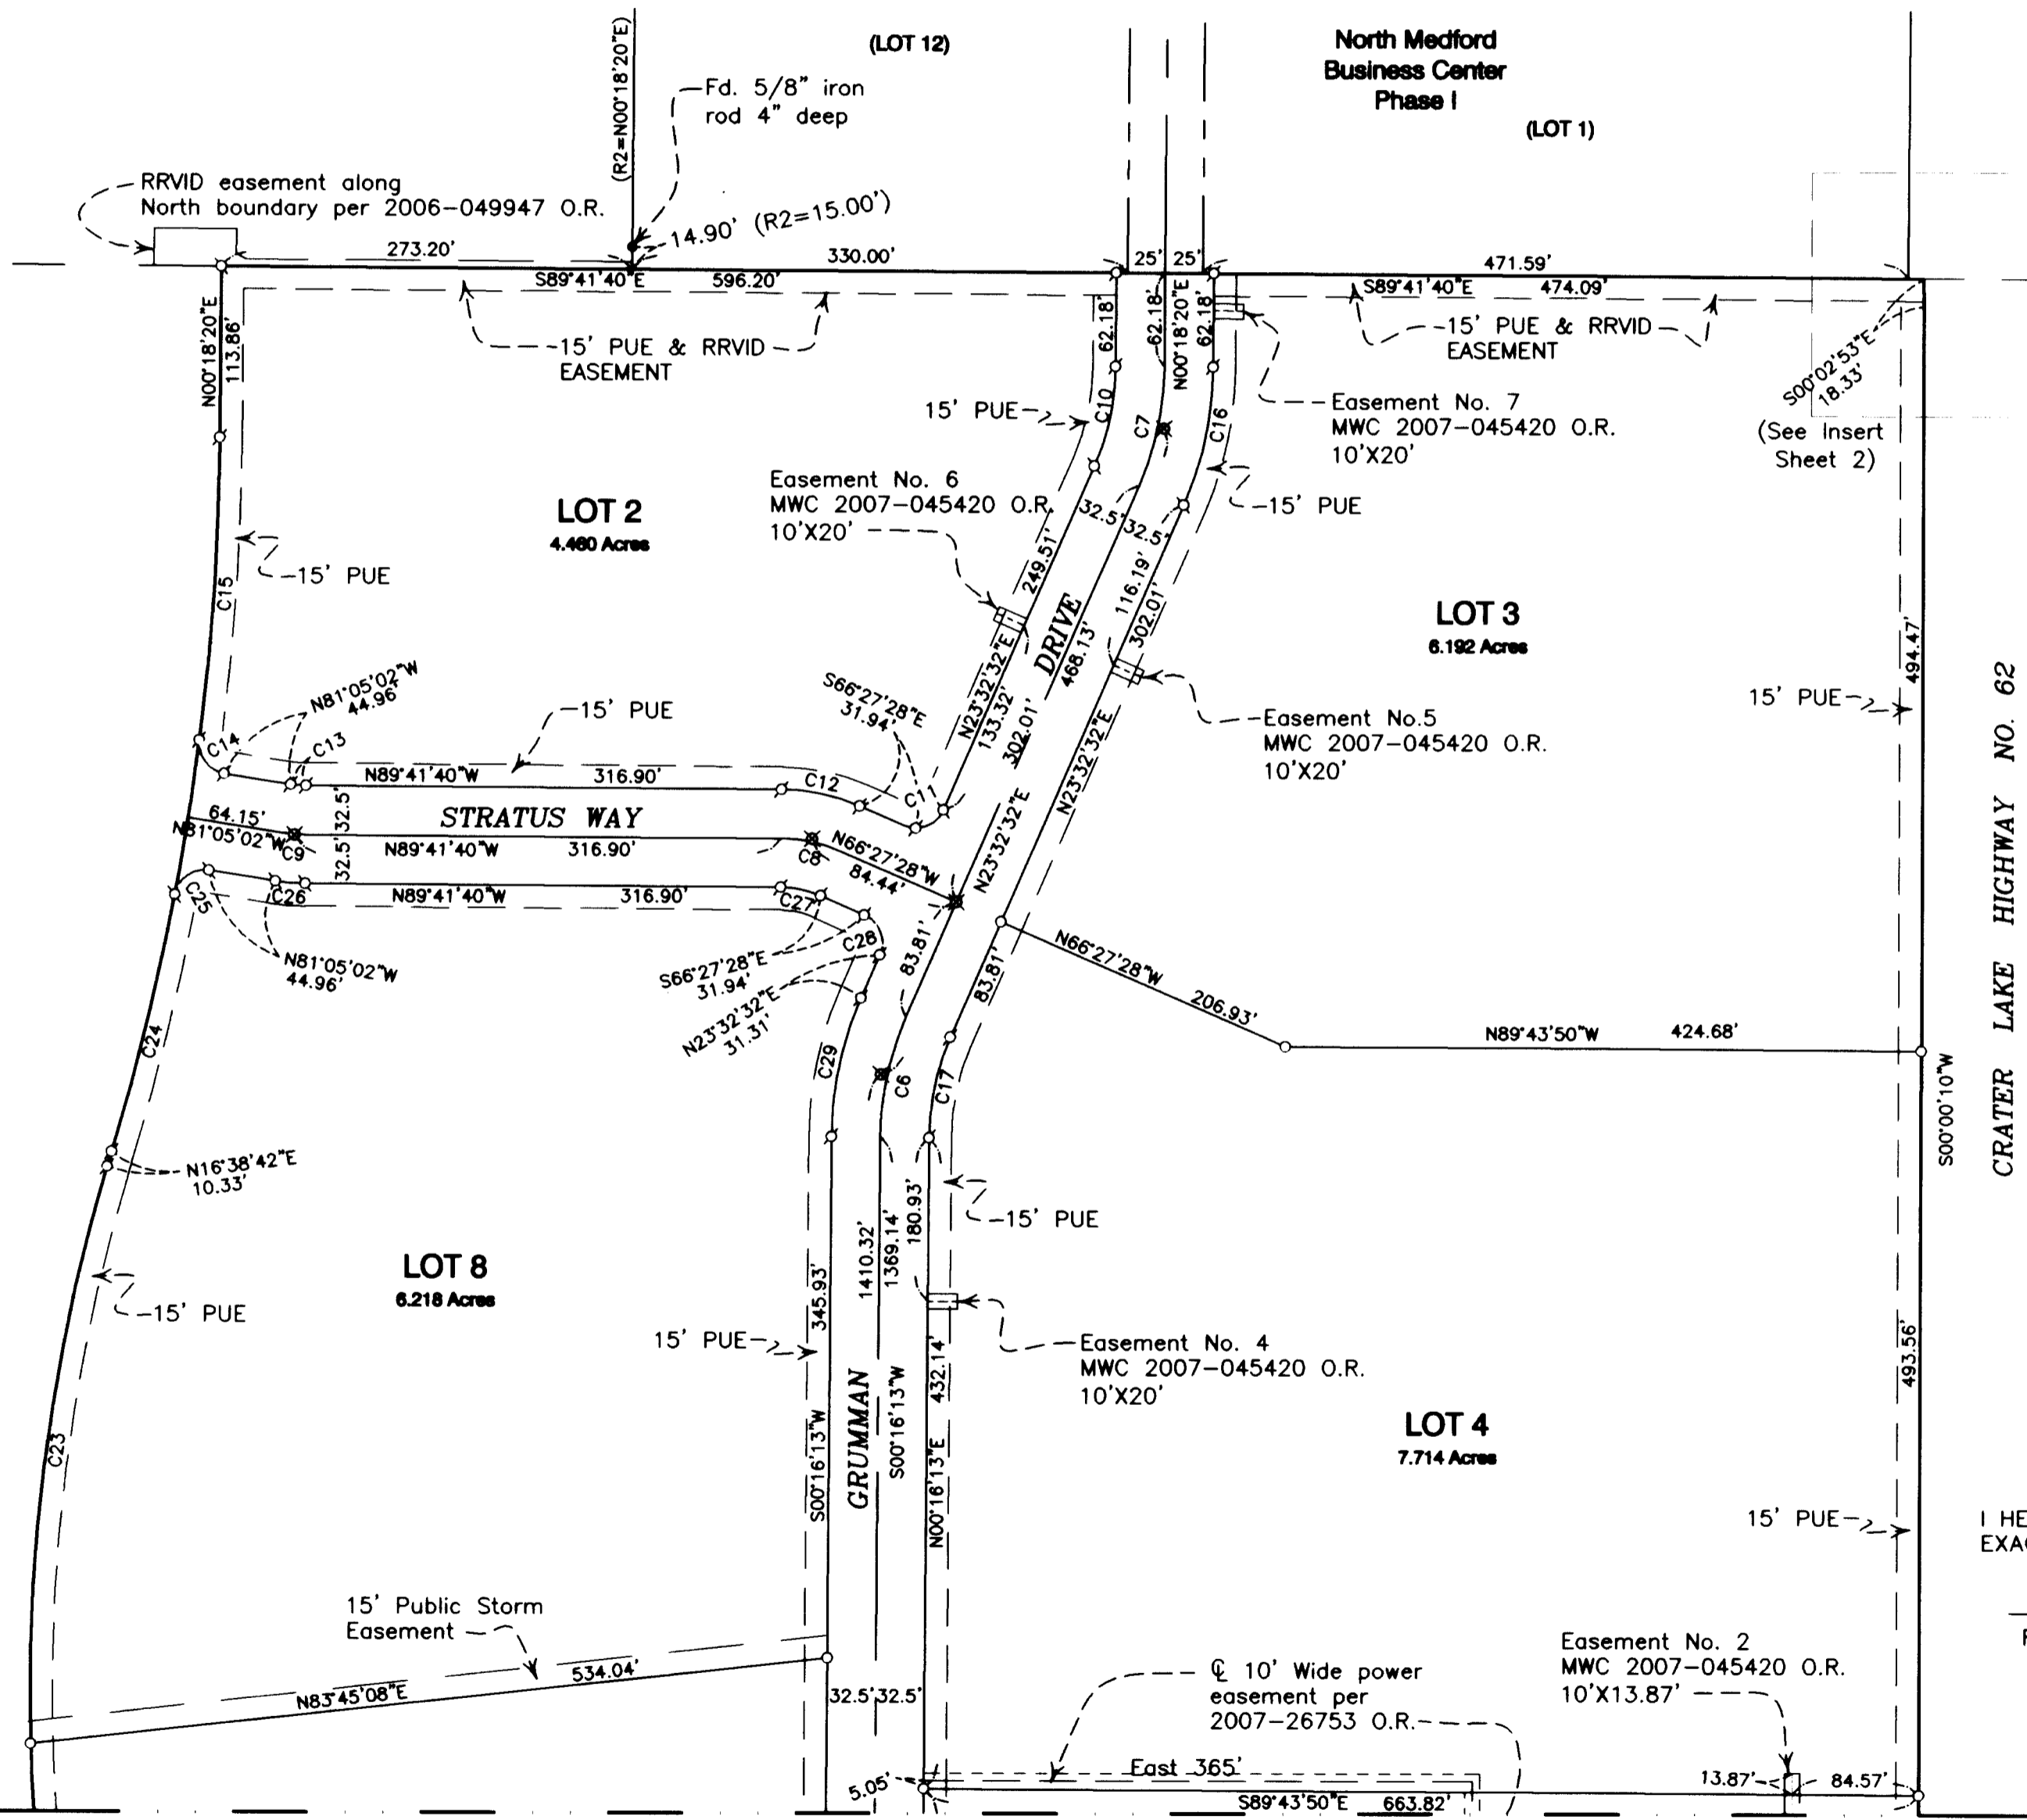 (R2=N00°18'20"E)
(LOT 12)
North Medford
Business Center
Phase I
(LOT 1)
Fd. 5/8" iron
rod 4" deep
RRVID easement along
North boundary per 2006-049947 O.R.
14.90' (R2=15.00')
273.20'
330.00'
25'
25'
471.59'
S89°41'40"E
596.20'
S89°41'40"E
474.09'
N00°18'20"E
113.86'
15' PUE & RRVID
EASEMENT
62.18'
62.18'
N00°18'20"E
62.18'
15' PUE & RRVID
EASEMENT
S00°02'53"E
18.33'
(See Insert
Sheet 2)
15' PUE
C10
C7
C16
Easement No. 7
MWC 2007-045420 O.R.
10'X20'
Easement No. 6
MWC 2007-045420 O.R.
10'X20'
LOT 2
4.460 Acres
32.5'
32.5'
15' PUE
15' PUE
C15
249.51'
116.19'
302.01'
DRIVE
468.13'
LOT 3
6.192 Acres
494.47'
CRATER LAKE HIGHWAY NO. 62
N81°05'02"W
44.96'
15' PUE
S66°27'28"E
31.94'
N23°32'32"E
133.32'
302.01'
15' PUE
Easement No.5
MWC 2007-045420 O.R.
10'X20'
C14
C13
N89°41'40"W
316.90'
C12
C11
N23°32'32"E
64.15'
N81°05'02"W
C9
32.5'
32.5'
STRATUS WAY
N89°41'40"W
316.90'
C8
N66°27'28"W
84.44'
N23°32'32"E
C25
C26
N89°41'40"W
316.90'
C27
C28
N81°05'02"W
44.96'
S66°27'28"E
31.94'
N23°32'32"E
31.31'
83.81'
83.81'
N66°27'28"W
206.93'
N89°43'50"W
424.68'
C24
C29
C6
C17
S00°00'10"W
N16°38'42"E
10.33'
15' PUE
LOT 8
6.218 Acres
15' PUE
345.93'
1410.32'
1369.14'
180.93'
15' PUE
15' PUE
Easement No. 4
MWC 2007-045420 O.R.
10'X20'
493.56'
C23
S00°16'13"W
GRUMMAN
S00°16'13"W
N00°16'13"E
432.14'
LOT 4
7.714 Acres
15' PUE
I HE
EXA
15' Public Storm
Easement
N83°45'08"E
534.04'
32.5'
32.5'
℄ 10' Wide power
easement per
2007-26753 O.R.
Easement No. 2
MWC 2007-045420 O.R.
10'X13.87'
East 365'
5.05'
13.87'
84.57'
S89°43'50"E
663.82'